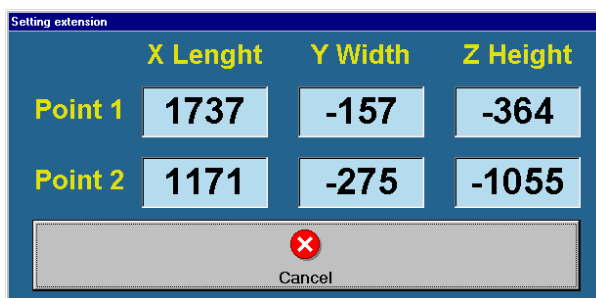 Setting extension
X Lenght Y Width Z Height
Point 1 1737 -157 -364
Point 2 1171 -275 -1055
Cancel